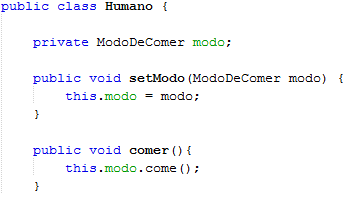 public class Humano {
private ModoDeComer modo;
public void setModo(ModoDeComer modo) {
this.modo = modo;
}
public void comer(){
this.modo.come();
}